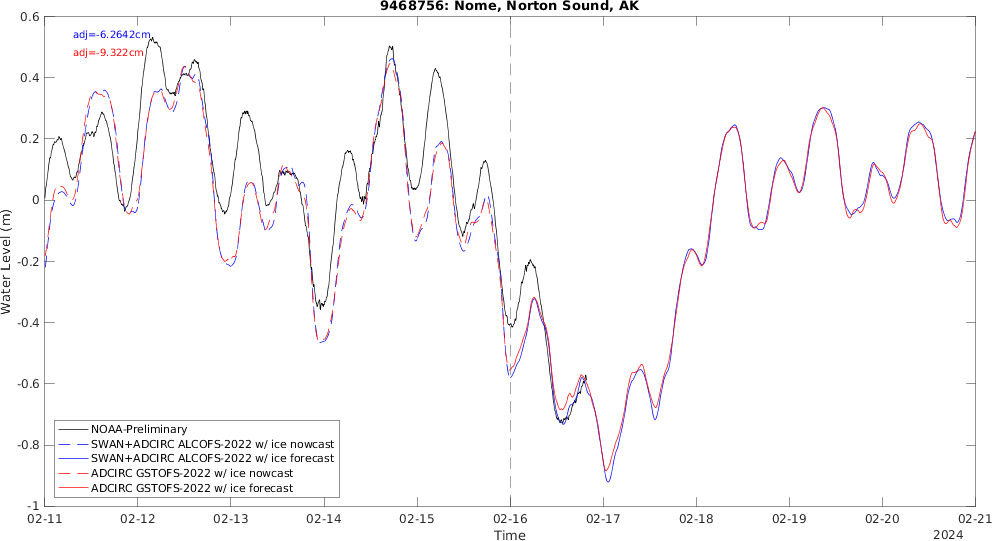 9468756: Nome, Norton Sound, AK
adj=-6.2642cm
adj=-9.322cm
0.6
0.4
0.2
0
-0.2
-0.4
-0.6
-0.8
-1
Water Level (m)
NOAA-Preliminary
SWAN+ADCIRC ALCOFS-2022 w/ ice nowcast
SWAN+ADCIRC ALCOFS-2022 w/ ice forecast
ADCIRC GSTOFS-2022 w/ ice nowcast
ADCIRC GSTOFS-2022 w/ ice forecast
02-11 02-12 02-13 02-14 02-15 02-16 02-17 02-18 02-19 02-20 02-21
Time
2024